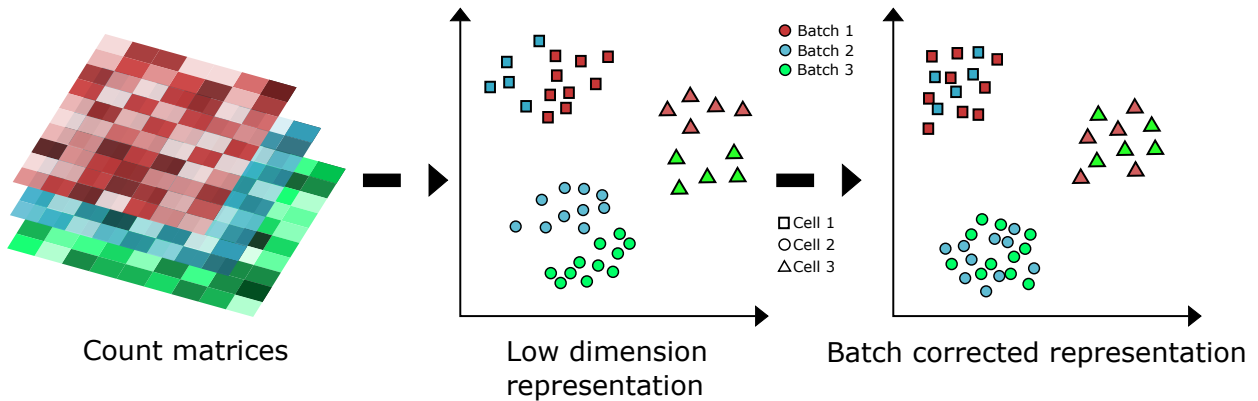 Batch 1
Batch 2
Batch 3
Cell 1
Cell 2
Cell 3
Count matrices
Low dimension
representation
Batch corrected representation